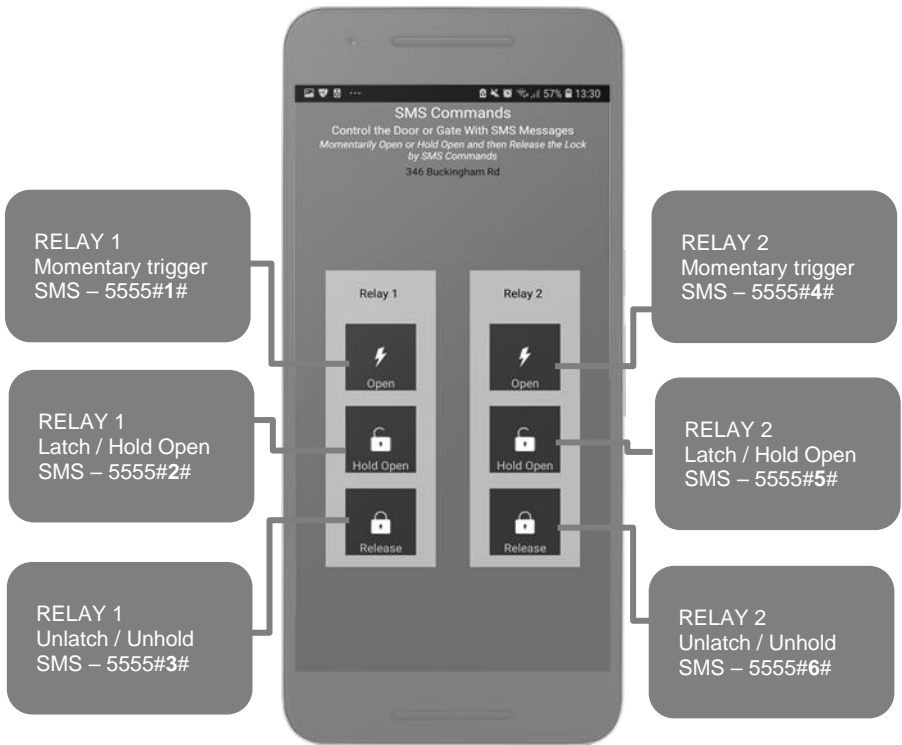 57% 13:30
SMS Commands
Control the Door or Gate With SMS Messages
Momentarily Open or Hold Open and then Release the Lock
by SMS Commands
346 Buckingham Rd
RELAY 1
Momentary trigger
SMS – 5555#1#
RELAY 1
Latch / Hold Open
SMS – 5555#2#
RELAY 1
Unlatch / Unhold
SMS – 5555#3#
Relay 1
Open
Hold Open
Release
Relay 2
Open
Hold Open
Release
RELAY 2
Momentary trigger
SMS – 5555#4#
RELAY 2
Latch / Hold Open
SMS – 5555#5#
RELAY 2
Unlatch / Unhold
SMS – 5555#6#